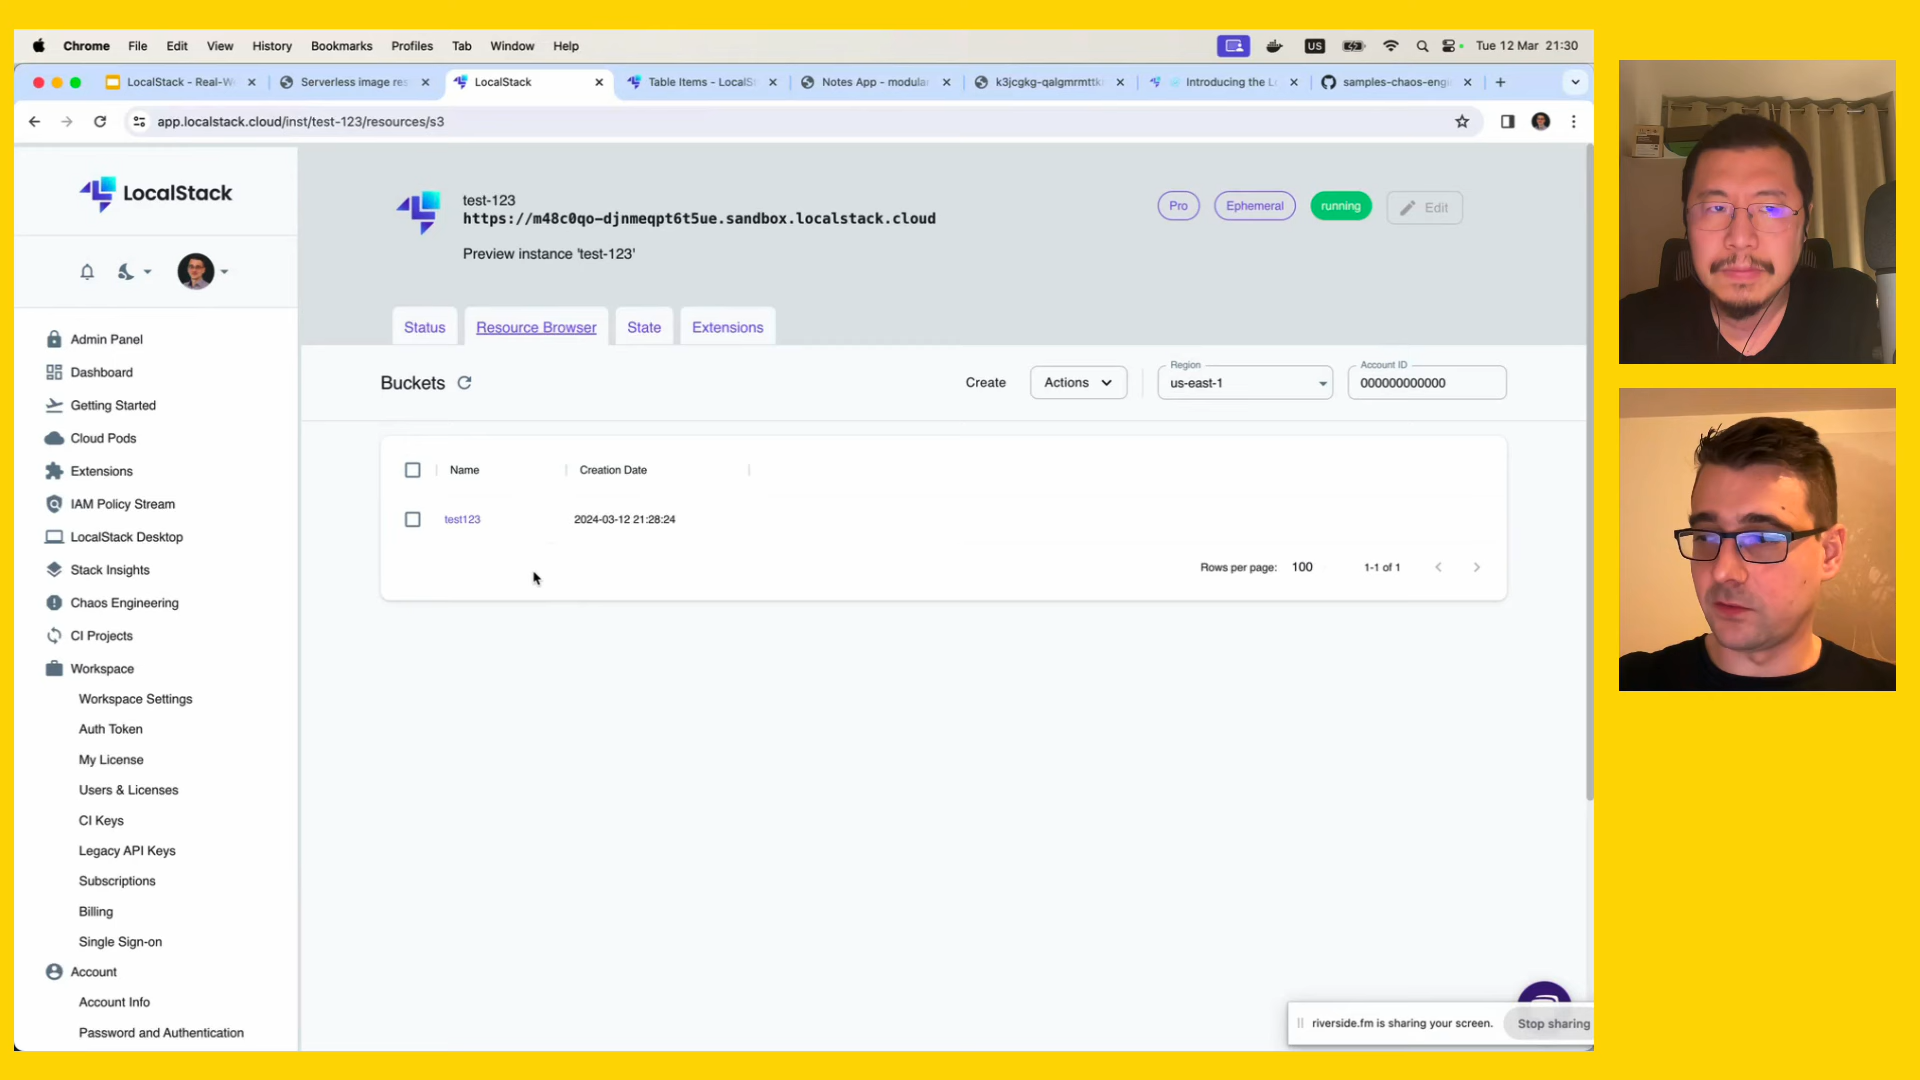 Chrome File Edit View History Bookmarks Profiles Tab Window Help
US
Tue 12 Mar 21:30
LocalStack - Real-W
Serverless image res
LocalStack
Table Items - LocalS
Notes App - modular
k3jcgkg-qalgmrmttk
Introducing the L
samples-chaos-engi
app.localstack.cloud/inst/test-123/resources/s3
LocalStack
test-123
https://m48c0qo-djnmeqpt6t5ue.sandbox.localstack.cloud
Preview instance 'test-123'
Pro
Ephemeral
running
Edit
Status
Resource Browser
State
Extensions
Buckets
Create
Actions
Region
us-east-1
Account ID
000000000000
Name
Creation Date
test123
2024-03-12 21:28:24
Rows per page:
100
1-1 of 1
Admin Panel
Dashboard
Getting Started
Cloud Pods
Extensions
IAM Policy Stream
LocalStack Desktop
Stack Insights
Chaos Engineering
CI Projects
Workspace
Workspace Settings
Auth Token
My License
Users & Licenses
CI Keys
Legacy API Keys
Subscriptions
Billing
Single Sign-on
Account
Account Info
Password and Authentication
riverside.fm is sharing your screen.
Stop sharing